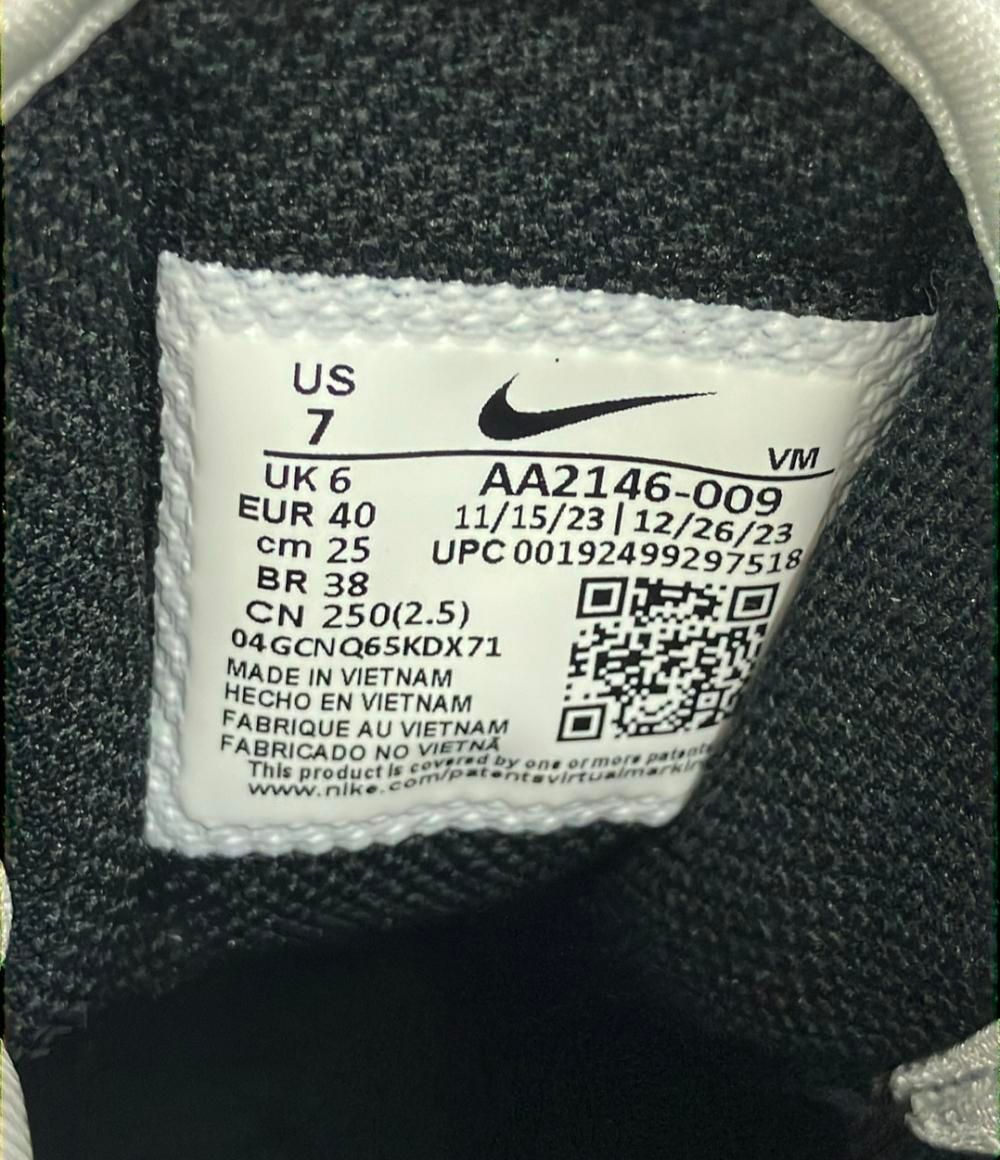 US
7
VM
UK 6
EUR 40
cm 25
BR 38
CN 250(2.5)
AA2146-009
11/15/23 | 12/26/23
UPC 00192499297518
04GCNQ65KDX71
MADE IN VIETNAM
HECHO EN VIETNAM
FABRIQUE AU VIETNAM
FABRICADO NO VIETNÃ
This product is covered by one or more patents
www.nike.com/patentsvirtualmarkin